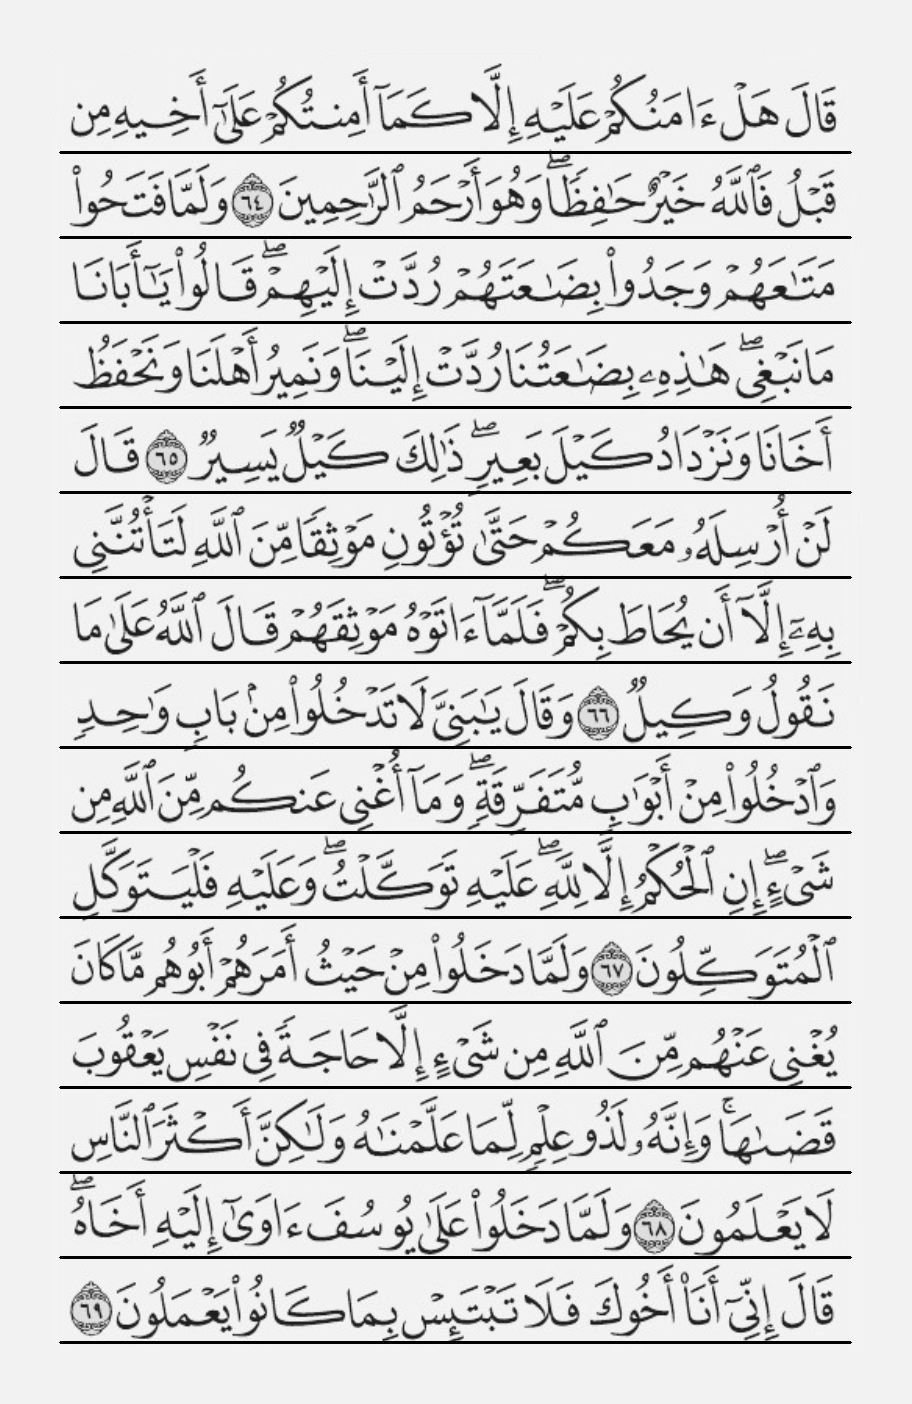 قَالَ هَلْ ءَامَنُكُمْ عَلَيْهِ إِلَّا كَمَآ أَمِنتُكُمْ عَلَىٰٓ أَخِيهِ مِن
قَبْلُ فَٱللَّهُ خَيْرٌ حَٰفِظًا ۖ وَهُوَ أَرْحَمُ ٱلرَّٰحِمِينَ ٦٤ وَلَمَّا فَتَحُوا۟
مَتَٰعَهُمْ وَجَدُوا۟ بِضَٰعَتَهُمْ رُدَّتْ إِلَيْهِمْ ۖ قَالُوا۟ يَٰٓأَبَانَا
مَا نَبْغِى ۖ هَٰذِهِۦ بِضَٰعَتُنَا رُدَّتْ إِلَيْنَا ۖ وَنَمِيرُ أَهْلَنَا وَنَحْفَظُ
أَخَانَا وَنَزْدَادُ كَيْلَ بَعِيرٍ ۖ ذَٰلِكَ كَيْلٌ يَسِيرٌ ٦٥ قَالَ
لَنْ أُرْسِلَهُۥ مَعَكُمْ حَتَّىٰ تُؤْتُونِ مَوْثِقًا مِّنَ ٱللَّهِ لَتَأْتُنَّنِى
بِهِۦٓ إِلَّآ أَن يُحَاطَ بِكُمْ ۖ فَلَمَّآ ءَاتَوْهُ مَوْثِقَهُمْ قَالَ ٱللَّهُ عَلَىٰ مَا
نَقُولُ وَكِيلٌ ٦٦ وَقَالَ يَٰبَنِىَّ لَا تَدْخُلُوا۟ مِنۢ بَابٍ وَٰحِدٍ
وَٱدْخُلُوا۟ مِنْ أَبْوَٰبٍ مُّتَفَرِّقَةٍ ۖ وَمَآ أُغْنِى عَنكُم مِّنَ ٱللَّهِ مِن
شَىْءٍ ۖ إِنِ ٱلْحُكْمُ إِلَّا لِلَّهِ ۖ عَلَيْهِ تَوَكَّلْتُ ۖ وَعَلَيْهِ فَلْيَتَوَكَّلِ
ٱلْمُتَوَكِّلُونَ ٦٧ وَلَمَّا دَخَلُوا۟ مِنْ حَيْثُ أَمَرَهُمْ أَبُوهُم مَّا كَانَ
يُغْنِى عَنْهُم مِّنَ ٱللَّهِ مِن شَىْءٍ إِلَّا حَاجَةً فِى نَفْسِ يَعْقُوبَ
قَضَىٰهَا ۚ وَإِنَّهُۥ لَذُو عِلْمٍ لِّمَا عَلَّمْنَٰهُ وَلَٰكِنَّ أَكْثَرَ ٱلنَّاسِ
لَا يَعْلَمُونَ ٦٨ وَلَمَّا دَخَلُوا۟ عَلَىٰ يُوسُفَ ءَاوَىٰٓ إِلَيْهِ أَخَاهُ ۖ
قَالَ إِنِّىٓ أَنَا۠ أَخُوكَ فَلَا تَبْتَئِسْ بِمَا كَانُوا۟ يَعْمَلُونَ ٦٩